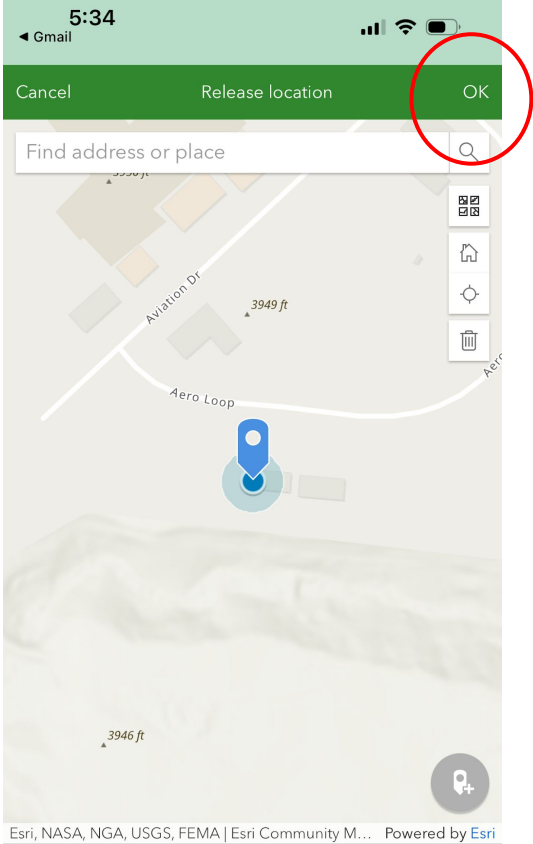 5:34
◀ Gmail
Cancel Release location OK
Find address or place
Aviation Dr
3949 ft
Aero Loop
3946 ft
Esri, NASA, NGA, USGS, FEMA | Esri Community M... Powered by Esri